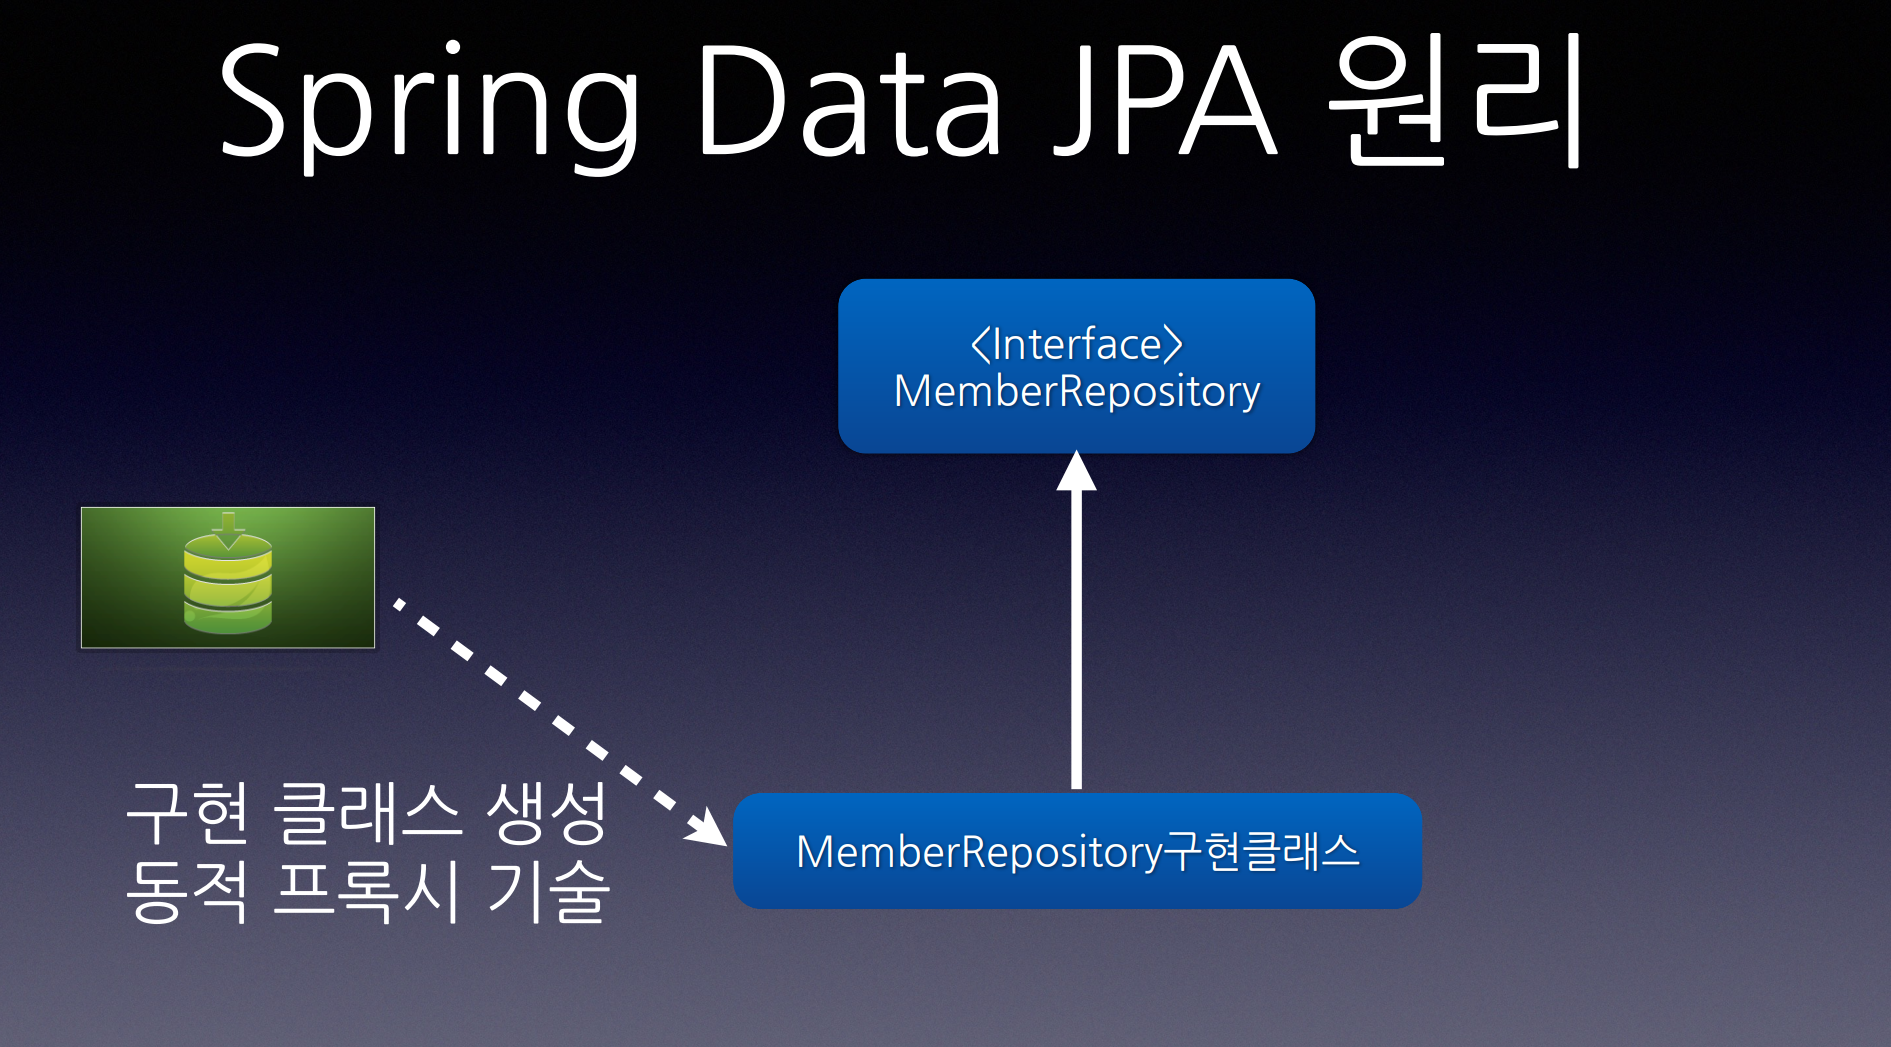 Spring Data JPA 원리
<Interface>
MemberRepository
구현 클래스 생성
동적 프록시 기술
MemberRepository구현클래스